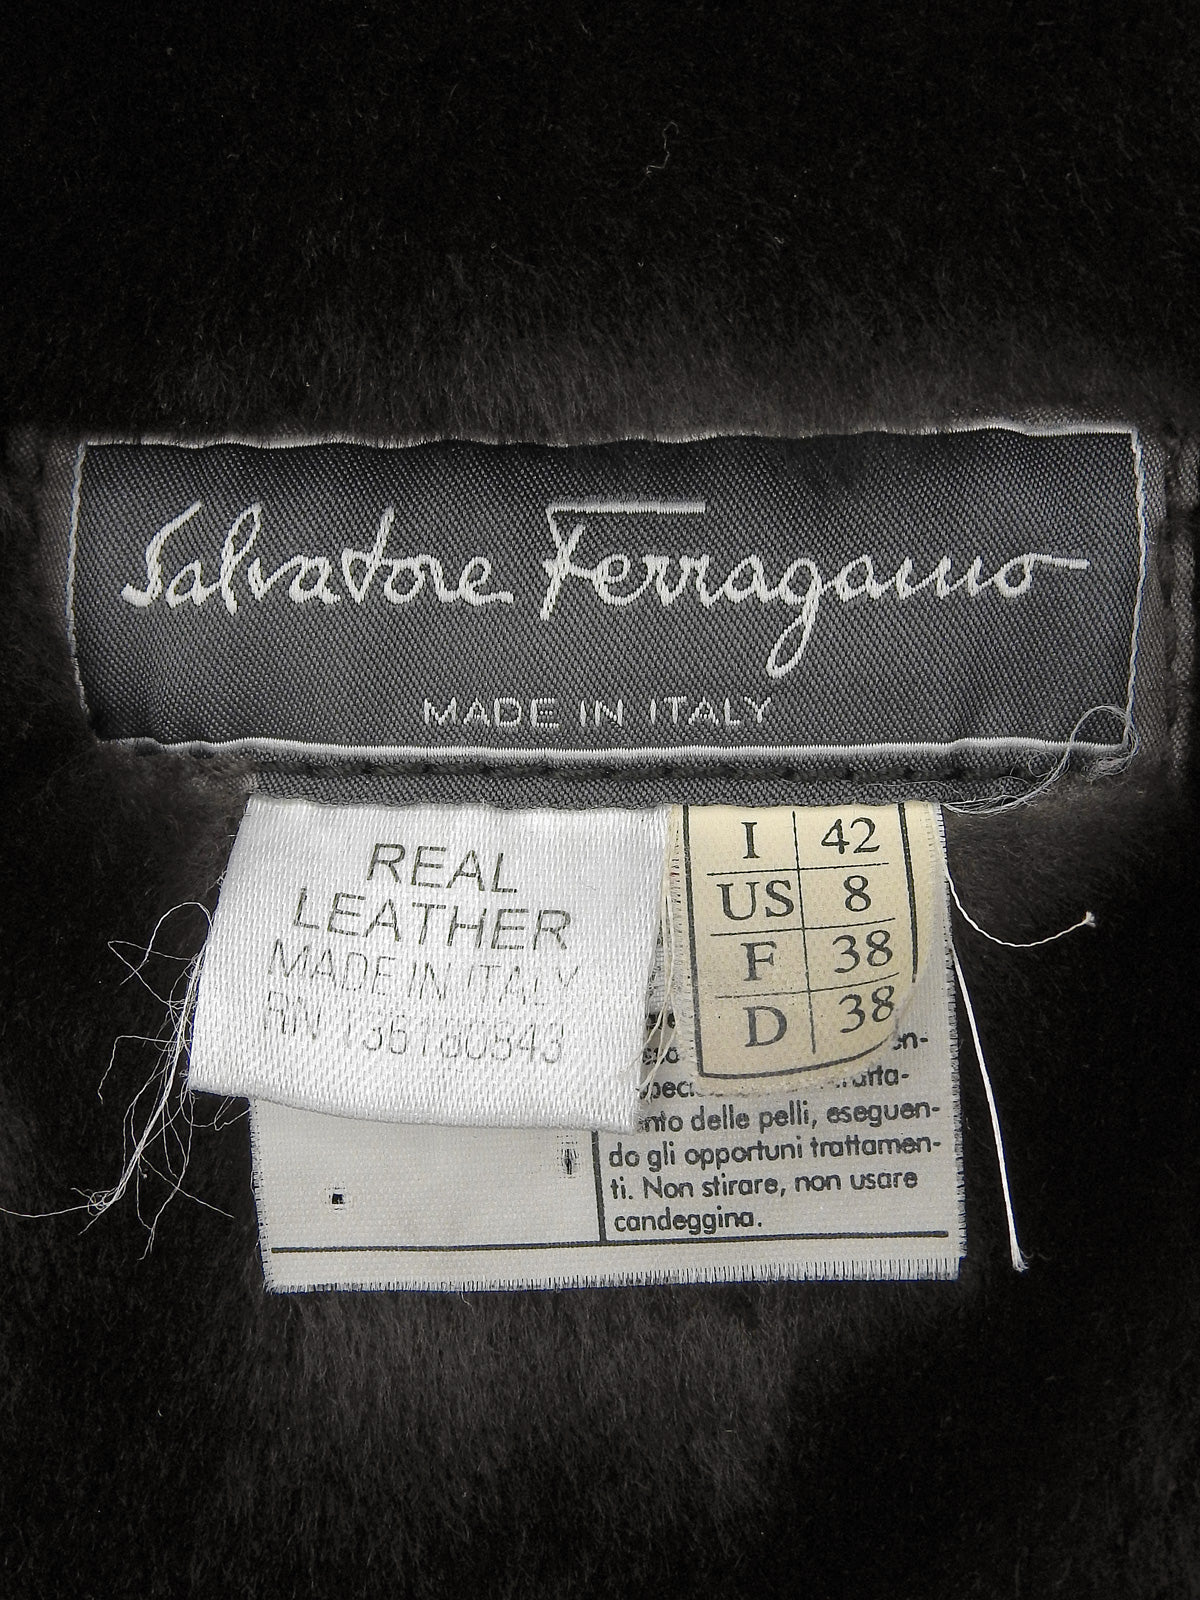 Salvatore Ferragamo
MADE IN ITALY
REAL
LEATHER
MADE IN ITALY
RN
I 42
US 8
F 38
D 38
delle pelli, eseguen-
do gli opportuni trattamen-
ti. Non stirare, non usare
candeggina.